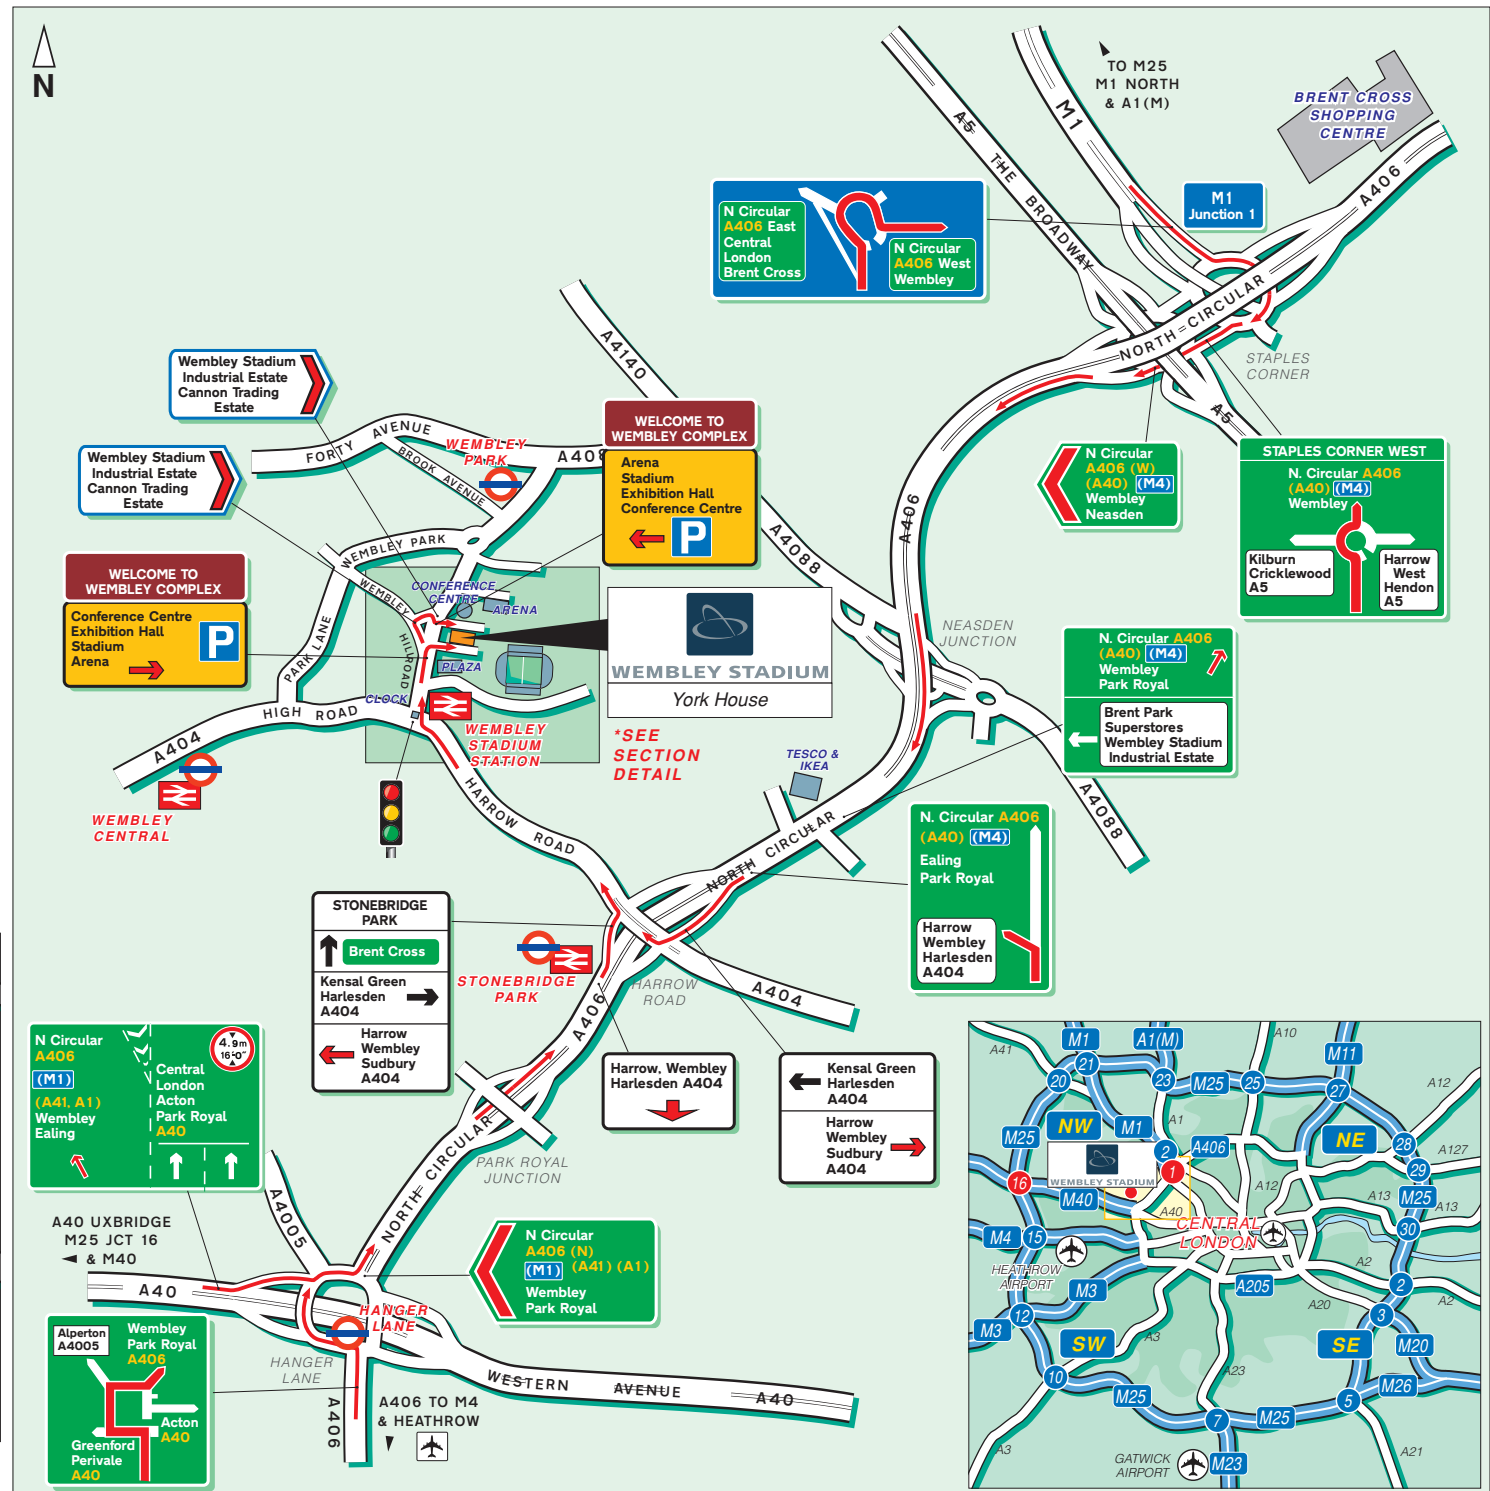 N
TO M25
M1 NORTH
& A1(M)
BRENT CROSS
SHOPPING
CENTRE
M1
A5 THE BROADWAY
A406
M1
Junction 1
N Circular
A406 East
Central
London
Brent Cross
N Circular
A406 West
Wembley
NORTH CIRCULAR
STAPLES
CORNER
A5
A4140
Wembley Stadium
Industrial Estate
Cannon Trading
Estate
FORTY AVENUE
BROOK AVENUE
WEMBLEY
PARK
A408
WELCOME TO
WEMBLEY COMPLEX
Arena
Stadium
Exhibition Hall
Conference Centre
P
Wembley Stadium
Industrial Estate
Cannon Trading
Estate
N Circular
A406 (W)
(A40) (M4)
Wembley
Neasden
STAPLES CORNER WEST
N. Circular A406
(A40) (M4)
Wembley
Kilburn
Cricklewood
A5
Harrow
West
Hendon
A5
A406
A4088
WEMBLEY PARK
WEMBLEY
HILL ROAD
PARK LANE
WELCOME TO
WEMBLEY COMPLEX
Conference Centre
Exhibition Hall
Stadium
Arena
P
CONFERENCE
CENTRE
ARENA
PLAZA
CLOCK
WEMBLEY STADIUM
York House
NEASDEN
JUNCTION
N. Circular A406
(A40) (M4)
Wembley
Park Royal
Brent Park
Superstores
Wembley Stadium
Industrial Estate
HIGH ROAD
A404
WEMBLEY
STADIUM
STATION
*SEE
SECTION
DETAIL
TESCO &
IKEA
WEMBLEY
CENTRAL
HARROW ROAD
A4088
NORTH CIRCULAR
N. Circular A406
(A40) (M4)
Ealing
Park Royal
Harrow
Wembley
Harlesden
A404
STONEBRIDGE
PARK
Brent Cross
Kensal Green
Harlesden
A404
Harrow
Wembley
Sudbury
A404
STONEBRIDGE
PARK
HARROW
ROAD
A404
A406
Harrow, Wembley
Harlesden A404
Kensal Green
Harlesden
A404
Harrow
Wembley
Sudbury
A404
N Circular
A406
(M1)
(A41, A1)
Wembley
Ealing
4.9m
16'-0"
Central
London
Acton
Park Royal
A40
NORTH CIRCULAR
PARK ROYAL
JUNCTION
A4005
A40 UXBRIDGE
M25 JCT 16
& M40
A40
N Circular
A406 (N)
(M1) (A41) (A1)
Wembley
Park Royal
HANGER
LANE
HANGER
LANE
Alperton
A4005
Wembley
Park Royal
A406
Acton
A40
Greenford
Perivale
A40
A406
A406 TO M4
& HEATHROW
WESTERN AVENUE A40
A41
M1
A1(M)
A10
M11
A12
20
21
23
M25
25
27
NW
M1
A1
NE
28
A127
M25
2
A406
29
WEMBLEY STADIUM
1
16
M40
A40
A12
A13
M25
A13
CENTRAL
LONDON
30
M4
15
HEATHROW
AIRPORT
A2
M3
A205
A20
2
A2
12
3
M3
SW
A3
SE
M20
A23
10
M25
M26
5
7
M25
A3
A21
GATWICK
AIRPORT
M23